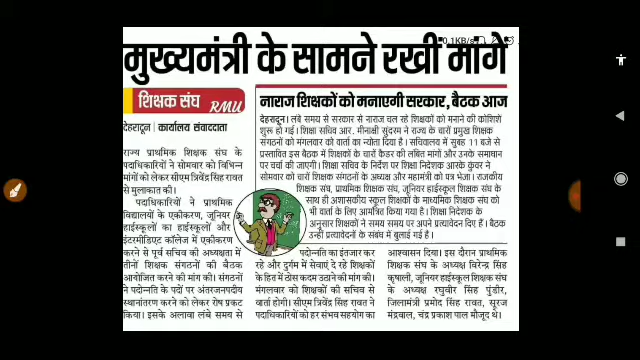 0.1KB/s
मुख्यमंत्री के सामने रखीं मांगें
शिक्षक संघ RMU
देहरादून | कार्यालय संवाददाता
राज्य प्राथमिक शिक्षक संघ के
पदाधिकारियों ने सोमवार को विभिन्न
मांगों को लेकर सीएम त्रिवेंद्र सिंह रावत
से मुलाकात की।
पदाधिकारियों ने प्राथमिक
विद्यालयों के एकीकरण, जूनियर
हाईस्कूलों का हाईस्कूलों और
इंटरमीडिएट कॉलेज में एकीकरण
करने से पूर्व सचिव की अध्यक्षता में
तीनों शिक्षक संगठनों की बैठक
आयोजित करने की मांग की। संगठनों
ने पदोन्नति के पदों पर अंतरजनपदीय
स्थानांतरण करने को लेकर रोष प्रकट
किया। इसके अलावा लंबे समय से
नाराज शिक्षकों को मनाएगी सरकार, बैठक आज
देहरादून। लंबे समय से सरकार से नाराज चल रहे शिक्षकों को मनाने की कोशिशें
शुरू हो गई। शिक्षा सचिव आर. मीनाक्षी सुंदरम ने राज्य के चारों प्रमुख शिक्षक
संगठनों को मंगलवार को वार्ता का न्योता दिया है। सचिवालय में सुबह 11 बजे से
प्रस्तावित इस बैठक में शिक्षकों के चारों कैडर की लंबित मांगों और उनके समाधान
पर चर्चा की जाएगी। शिक्षा सचिव के निर्देश पर शिक्षा निदेशक आरके कुंवर ने
सोमवार को चारों शिक्षक संगठनों के अध्यक्ष और महामंत्री को पत्र भेजा। राजकीय
शिक्षक संघ, प्राथमिक शिक्षक संघ, जूनियर हाईस्कूल शिक्षक संघ के
साथ ही अशासकीय स्कूल शिक्षकों के माध्यमिक शिक्षक संघ को
भी वार्ता के लिए आमंत्रित किया गया है। शिक्षा निदेशक के
अनुसार शिक्षकों ने समय समय पर अपने प्रत्यावेदन दिए हैं। बैठक
उन्हीं प्रत्यावेदनों के संबंध में बुलाई गई है।
पदोन्नति का इंतजार कर
रहे और दुर्गम में सेवाएं दे रहे शिक्षकों
के हित में ठोस कदम उठाने की मांग की।
मंगलवार को शिक्षकों की सचिव से
वार्ता होगी। सीएम त्रिवेंद्र सिंह रावत ने
पदाधिकारियों को हर संभव सहयोग का
आश्वासन दिया। इस दौरान प्राथमिक
शिक्षक संघ के अध्यक्ष विरेन्द्र सिंह
कृषाली, जूनियर हाईस्कूल शिक्षक संघ
के अध्यक्ष रघुवीर सिंह पुंडीर,
जिलामंत्री प्रमोद सिंह रावत, सूरज
मंद्रवाल, चंद्र प्रकाश पाल मौजूद थे।